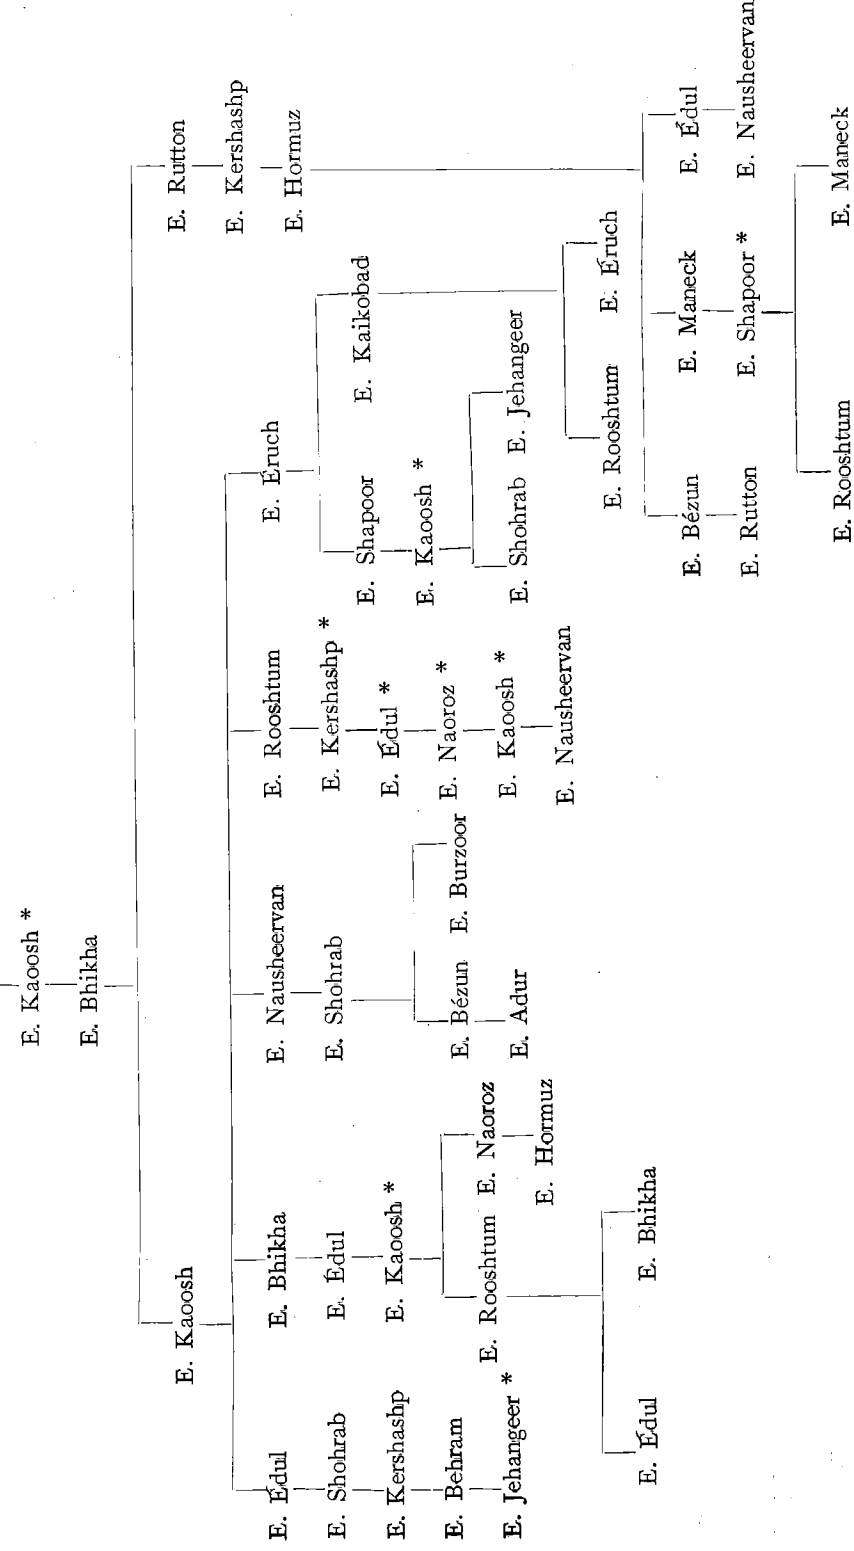 E. Kaoosh *
E. Bhikha
E. Kaoosh
E. Rutton
E. Kershashp
E. Hormuz
E. Édul
E. Bhikha
E. Nausheervan
E. Rooshtum
E. Éruch
E. Shohrab
E. Édul
E. Shohrab
E. Kershashp *
E. Shapoor
E. Kaikobad
E. Kershashp
E. Kaoosh *
E. Édul *
E. Kaoosh *
E. Behram
E. Rooshtum
E. Naoroz
E. Bézun
E. Burzoor
E. Naoroz *
E. Jehangeer *
E. Hormuz
E. Adur
E. Kaoosh *
E. Shohrab
E. Jehangeer
E. Nausheervan
E. Rooshtum
E. Éruch
E. Édul
E. Bhikha
E. Bézun
E. Maneck
E. Édul
E. Rutton
E. Shapoor *
E. Nausheervan
E. Rooshtum
E. Maneck